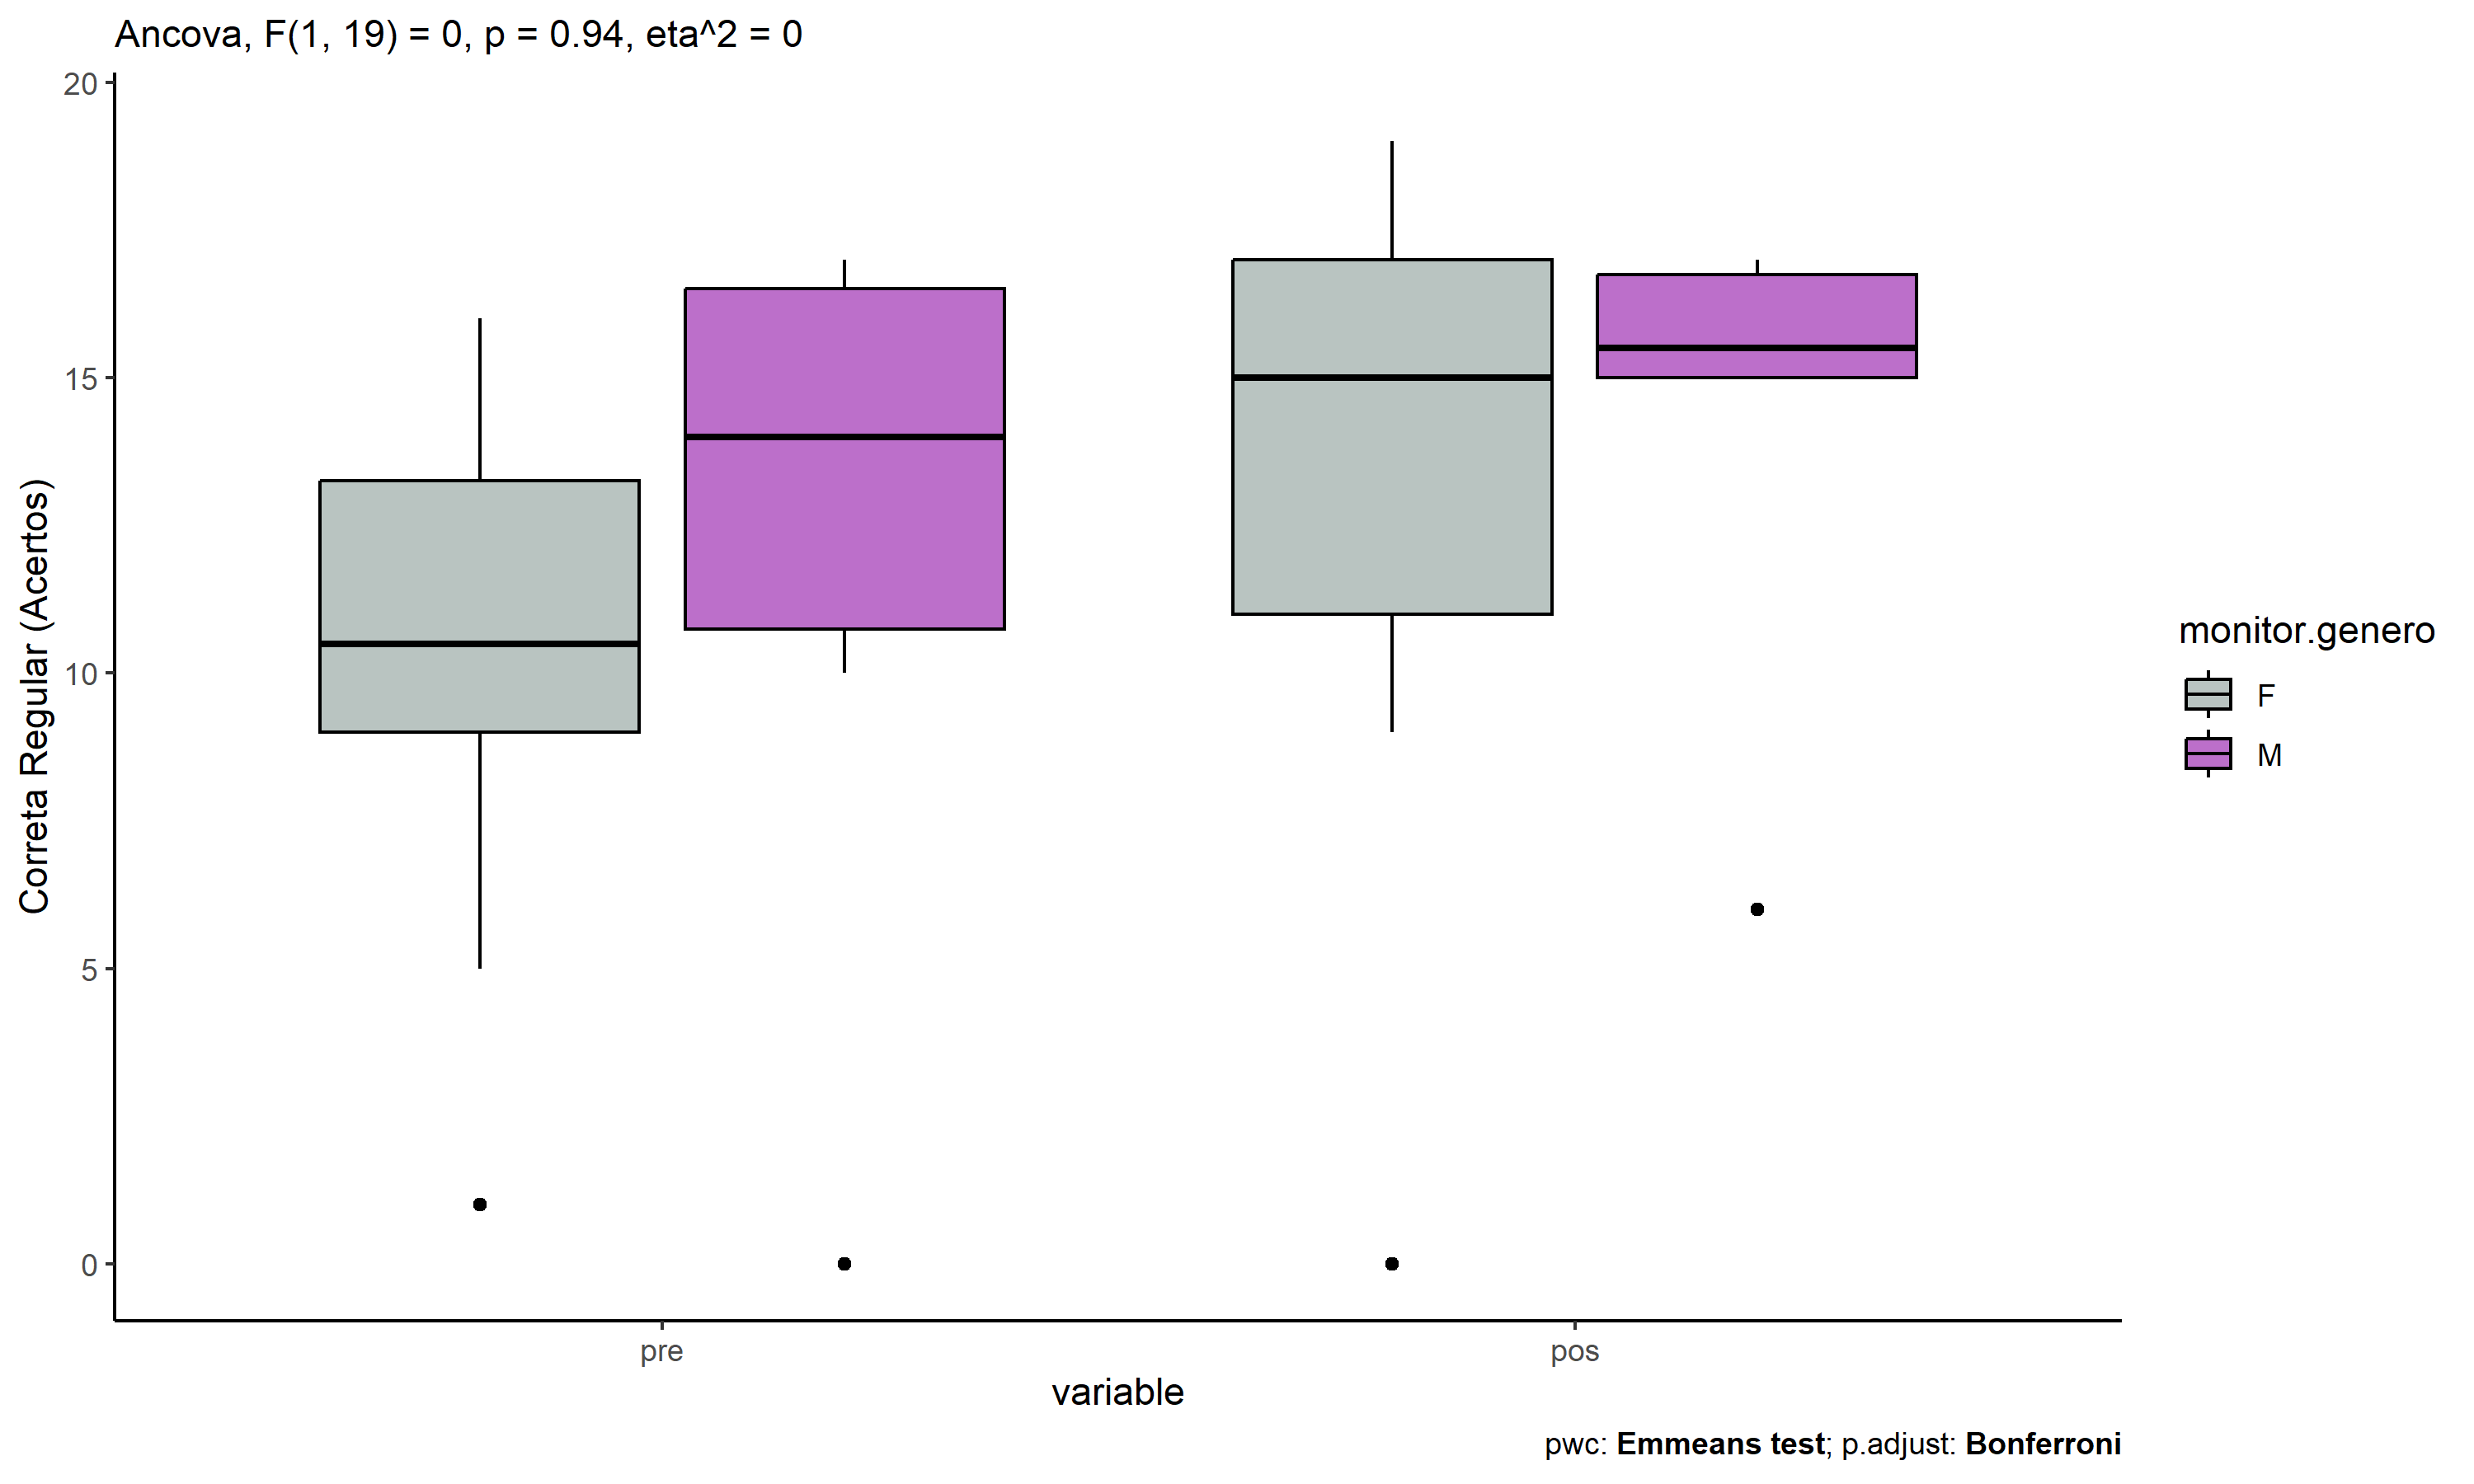 Ancova, F(1, 19) = 0, p = 0.94, eta^2 = 0
Correta Regular (Acertos)
20
15
10
5
0
pre
pos
variable
monitor.genero
F
M
pwc: Emmeans test; p.adjust: Bonferroni